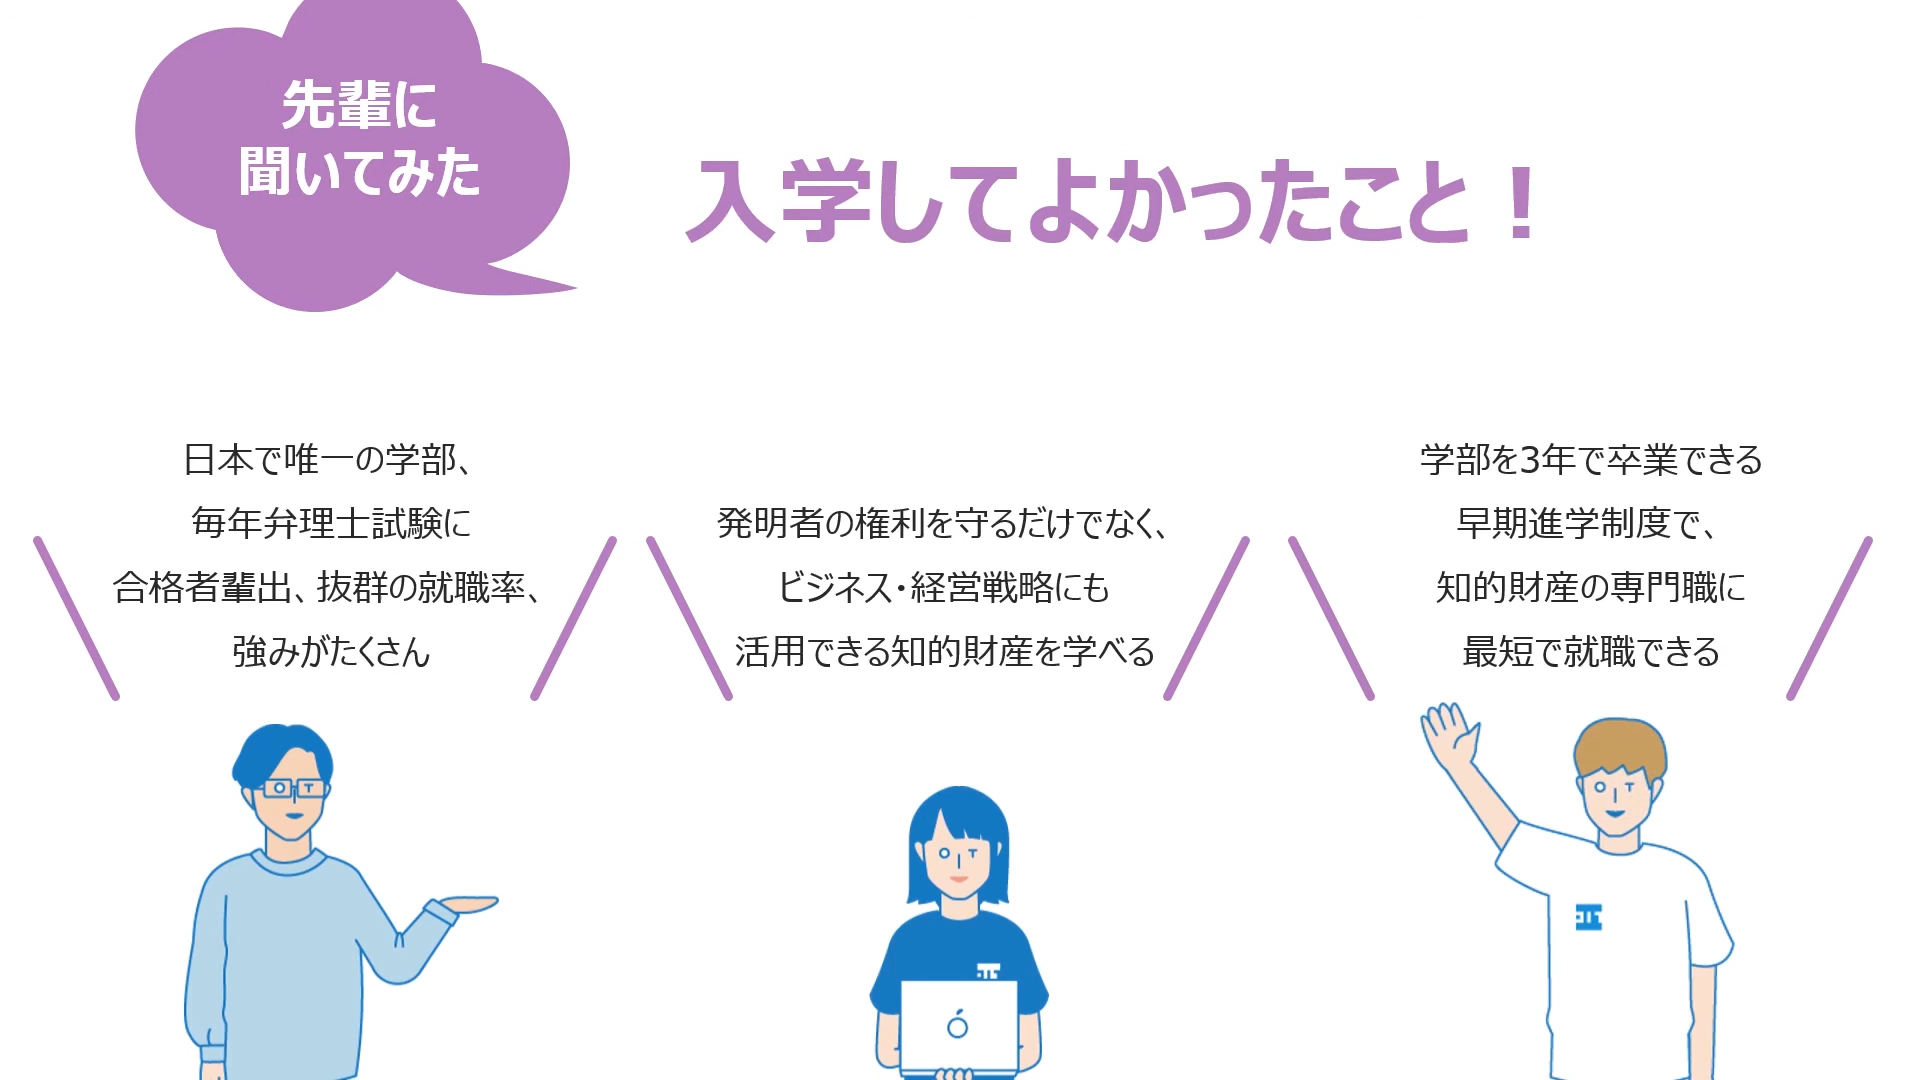 先輩に
聞いてみた
入学してよかったこと！
日本で唯一の学部、
毎年弁理士試験に
合格者輩出、抜群の就職率、
強みがたくさん
発明者の権利を守るだけでなく、
ビジネス・経営戦略にも
活用できる知的財産を学べる
学部を3年で卒業できる
早期進学制度で、
知的財産の専門職に
最短で就職できる